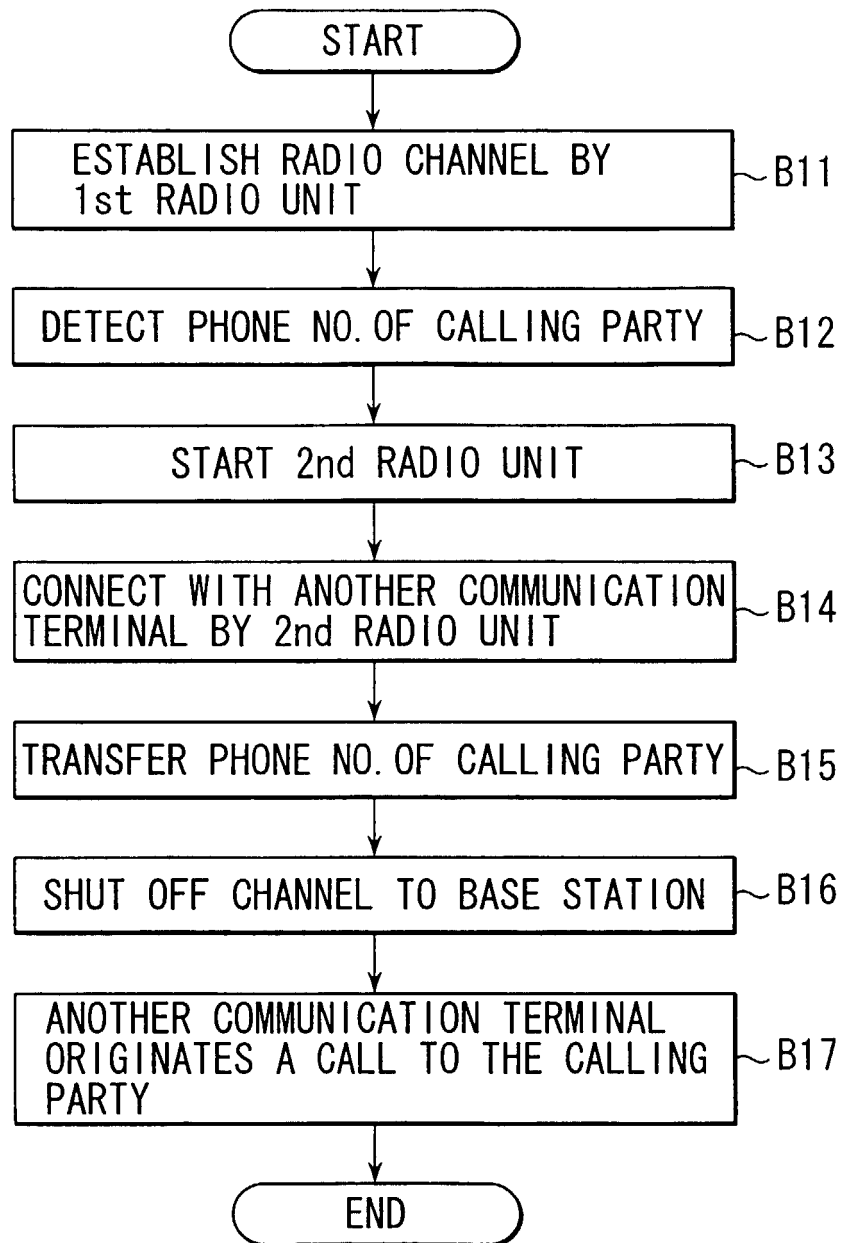 START
ESTABLISH RADIO CHANNEL BY
1st RADIO UNIT
B11
DETECT PHONE NO. OF CALLING PARTY
B12
START 2nd RADIO UNIT
B13
CONNECT WITH ANOTHER COMMUNICATION
TERMINAL BY 2nd RADIO UNIT
B14
TRANSFER PHONE NO. OF CALLING PARTY
B15
SHUT OFF CHANNEL TO BASE STATION
B16
ANOTHER COMMUNICATION TERMINAL
ORIGINATES A CALL TO THE CALLING
PARTY
B17
END